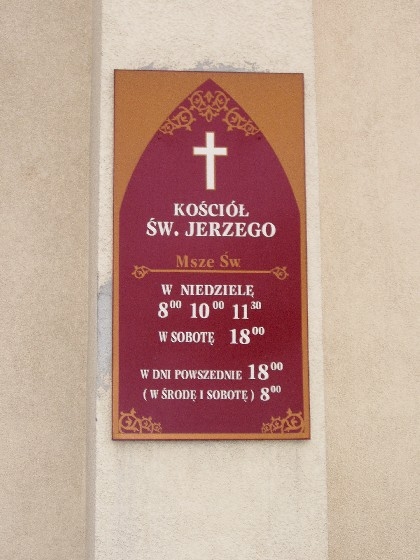 KOŚCIÓŁ
ŚW. JERZEGO
Msze Św.
W NIEDZIELĘ
8⁰⁰ 10⁰⁰ 11³⁰
W SOBOTĘ 18⁰⁰
W DNI POWSZEDNIE 18⁰⁰
( W ŚRODĘ I SOBOTĘ ) 8⁰⁰